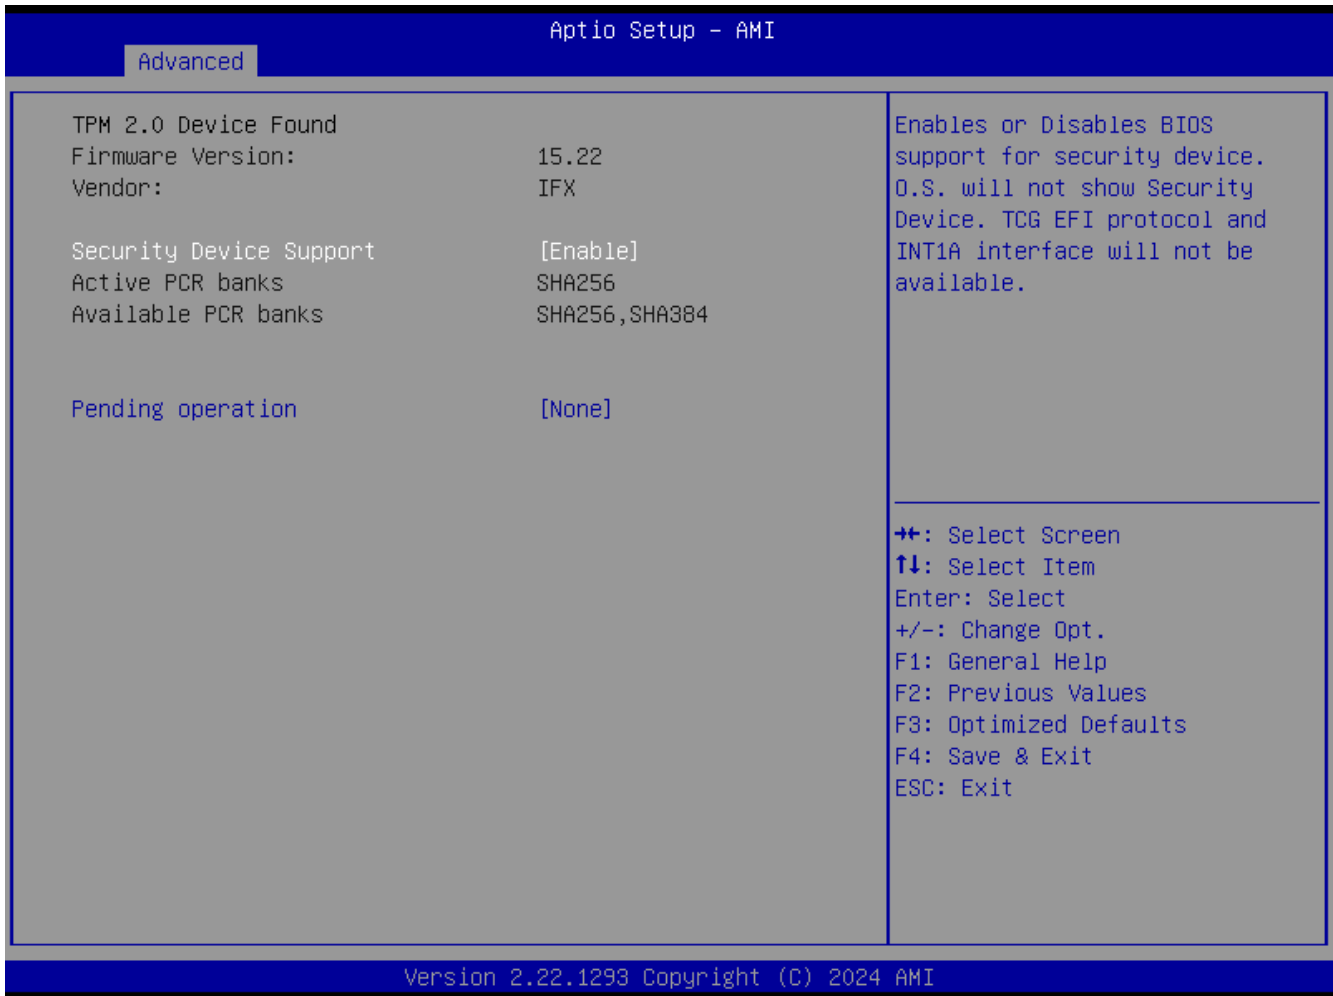 Aptio Setup – AMI
Advanced
TPM 2.0 Device Found
Firmware Version: 15.22
Vendor: IFX
Security Device Support [Enable]
Active PCR banks SHA256
Available PCR banks SHA256,SHA384
Pending operation [None]
Enables or Disables BIOS
support for security device.
O.S. will not show Security
Device. TCG EFI protocol and
INT1A interface will not be
available.
→←: Select Screen
↑↓: Select Item
Enter: Select
+/-: Change Opt.
F1: General Help
F2: Previous Values
F3: Optimized Defaults
F4: Save & Exit
ESC: Exit
Version 2.22.1293 Copyright (C) 2024 AMI